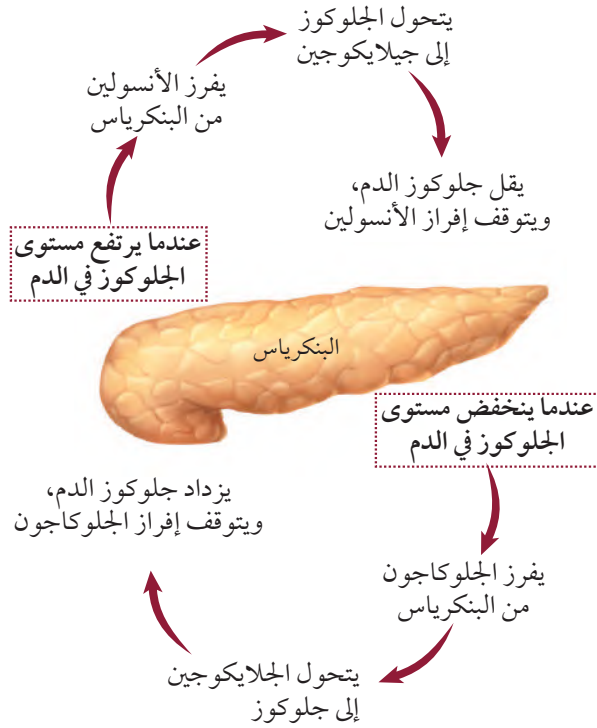 يتحول الجلوكوز
إلى جيلايكوجين
يفرز الأنسولين
من البنكرياس
يقل جلوكوز الدم،
ويتوقف إفراز الأنسولين
عندما يرتفع مستوى
الجلوكوز في الدم
البنكرياس
عندما ينخفض مستوى
الجلوكوز في الدم
يزداد جلوكوز الدم،
ويتوقف إفراز الجلوكاجون
يفرز الجلوكاجون
من البنكرياس
يتحول الجلايكوجين
إلى جلوكوز